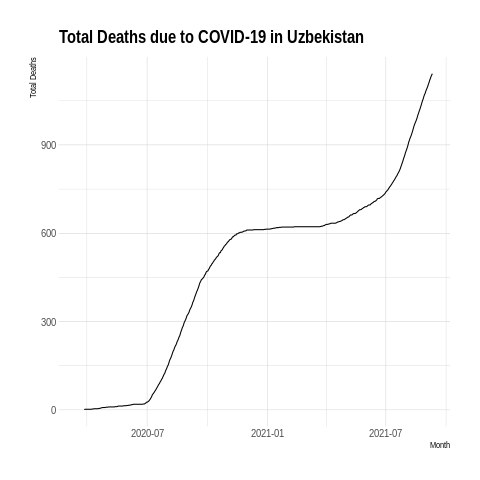 Total Deaths due to COVID-19 in Uzbekistan
Total Deaths
900
600
300
0
2020-07
2021-01
2021-07
Month